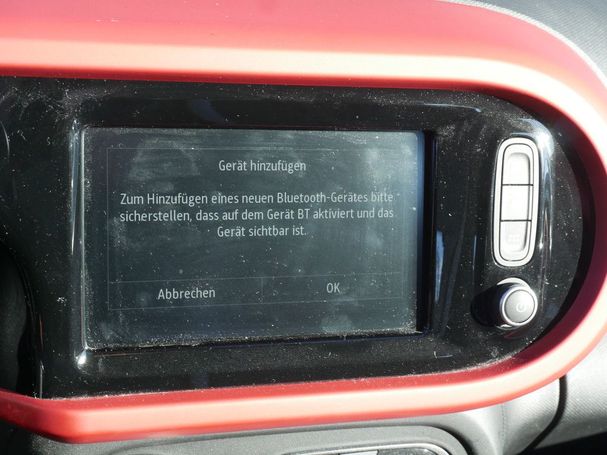 Gerät hinzufügen
Zum Hinzufügen eines neuen Bluetooth-Gerätes bitte
sicherstellen, dass auf dem Gerät BT aktiviert und das
Gerät sichtbar ist.
Abbrechen OK